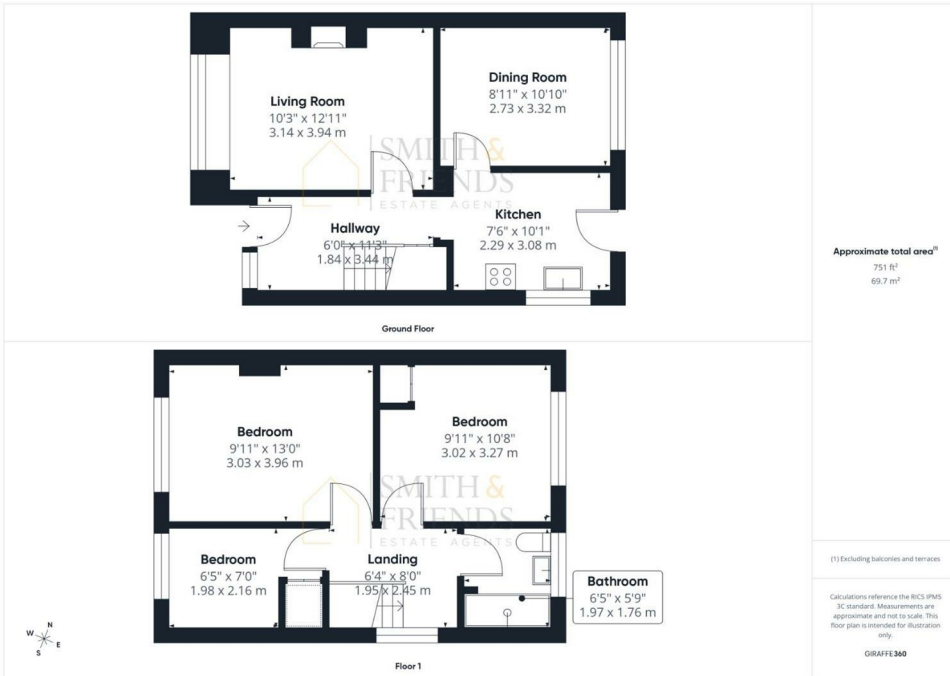 Living Room
10'3" x 12'11"
3.14 x 3.94 m
Dining Room
8'11" x 10'10"
2.73 x 3.32 m
SMITH &
FRIENDS
ESTATE AGENTS
Hallway
6'0" x 11'3"
1.84 x 3.44 m
Kitchen
7'6" x 10'1"
2.29 x 3.08 m
Ground Floor
Approximate total area(1)
751 ft²
69.7 m²
Bedroom
9'11" x 13'0"
3.03 x 3.96 m
Bedroom
9'11" x 10'8"
3.02 x 3.27 m
SMITH &
FRIENDS
ESTATE AGENTS
Bedroom
6'5" x 7'0"
1.98 x 2.16 m
Landing
6'4" x 8'0"
1.95 x 2.45 m
Bathroom
6'5" x 5'9"
1.97 x 1.76 m
N
W
E
S
Floor 1
(1) Excluding balconies and terraces
Calculations reference the RICS IPMS
3C standard. Measurements are
approximate and not to scale. This
floor plan is intended for illustration
only.
GIRAFFE360